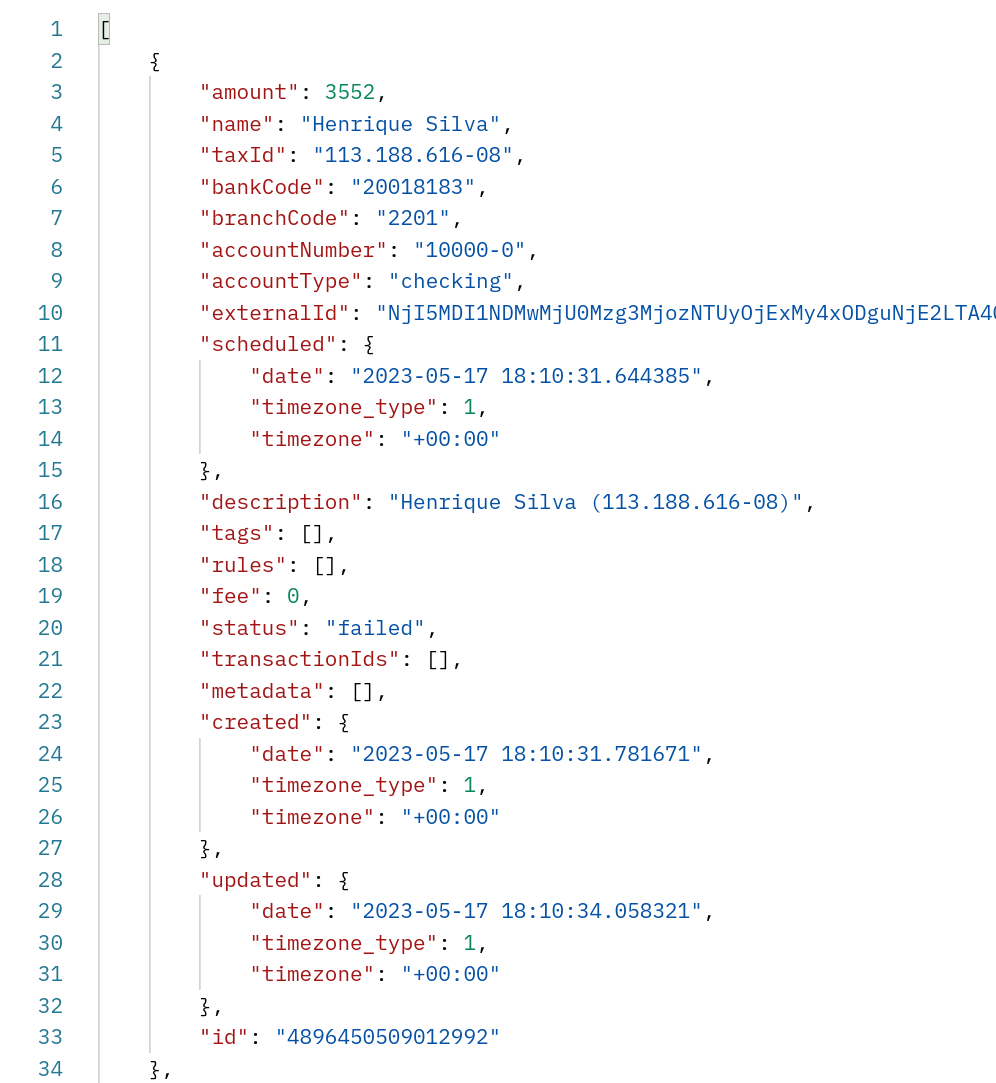 1 [
2 {
3 "amount": 3552,
4 "name": "Henrique Silva",
5 "taxId": "113.188.616-08",
6 "bankCode": "20018183",
7 "branchCode": "2201",
8 "accountNumber": "10000-0",
9 "accountType": "checking",
10 "externalId": "NjI5MDI1NDMwMjU0Mzg3MjozNTUyOjExMy4xODguNjE2LTA4
11 "scheduled": {
12 "date": "2023-05-17 18:10:31.644385",
13 "timezone_type": 1,
14 "timezone": "+00:00"
15 },
16 "description": "Henrique Silva (113.188.616-08)",
17 "tags": [],
18 "rules": [],
19 "fee": 0,
20 "status": "failed",
21 "transactionIds": [],
22 "metadata": [],
23 "created": {
24 "date": "2023-05-17 18:10:31.781671",
25 "timezone_type": 1,
26 "timezone": "+00:00"
27 },
28 "updated": {
29 "date": "2023-05-17 18:10:34.058321",
30 "timezone_type": 1,
31 "timezone": "+00:00"
32 },
33 "id": "4896450509012992"
34 },